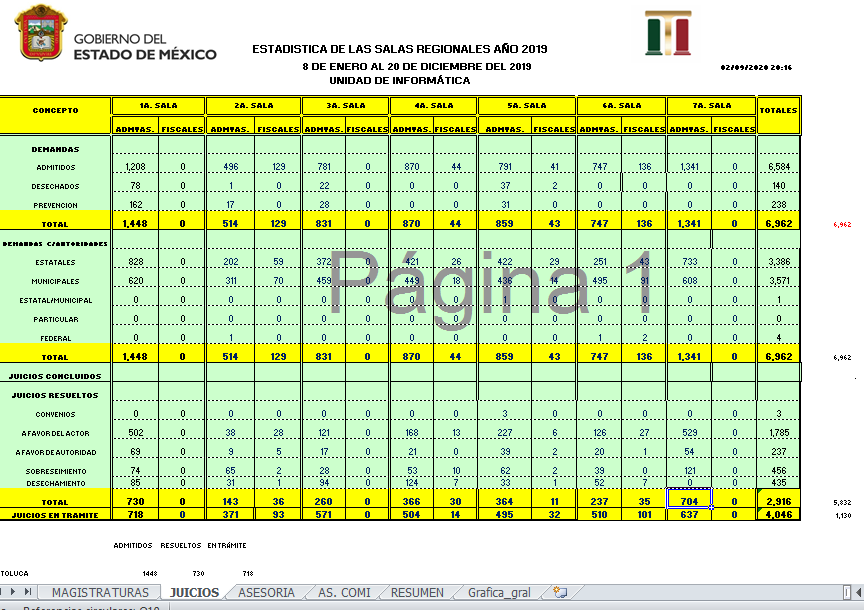 GOBIERNO DEL
ESTADO DE MÉXICO
ESTADISTICA DE LAS SALAS REGIONALES AÑO 2019
8 DE ENERO AL 20 DE DICIEMBRE DEL 2019
UNIDAD DE INFORMÁTICA
02/09/2020 20:16
CONCEPTO 1A. SALA 2A. SALA 3A. SALA 4A. SALA 5A. SALA 6A. SALA 7A. SALA TOTALES
ADMTAS. FISCALES ADMTAS. FISCALES ADMTAS. FISCALES ADMTAS. FISCALES ADMTAS. FISCALES ADMTAS. FISCALES ADMTAS. FISCALES
DEMANDAS
ADMITIDOS 1,208 0 496 129 781 0 870 44 791 41 747 136 1,341 0 6,584
DESECHADOS 78 0 1 0 22 0 0 0 37 2 0 0 0 0 140
PREVENCION 162 0 17 0 28 0 0 0 31 0 0 0 0 0 238
TOTAL 1,448 0 514 129 831 0 870 44 859 43 747 136 1,341 0 6,962 6,962
DEMANDAS C/AUTORIDADES
ESTATALES 828 0 202 59 372 0 421 26 422 29 251 43 733 0 3,386
MUNICIPALES 620 0 311 70 459 0 449 18 436 14 495 91 608 0 3,571
ESTATAL/MUNICIPAL 0 0 0 0 0 0 0 0 1 0 0 0 0 0 1
PARTICULAR 0 0 0 0 0 0 0 0 0 0 0 0 0 0 0
FEDERAL 0 0 1 0 0 0 0 0 0 0 1 2 0 0 4
TOTAL 1,448 0 514 129 831 0 870 44 859 43 747 136 1,341 0 6,962 6,962
Página 1
JUICIOS CONCLUIDOS
JUICIOS RESUELTOS
CONVENIOS 0 0 0 0 0 0 0 0 3 0 0 0 0 0 3
A FAVOR DEL ACTOR 502 0 38 28 121 0 168 13 227 6 126 27 529 0 1,785
A FAVOR DE AUTORIDAD 69 0 9 5 17 0 21 0 39 2 20 1 54 0 237
SOBRESEIMIENTO 74 0 65 2 28 0 53 10 62 2 39 0 121 0 456
DESECHAMIENTO 85 0 31 1 94 0 124 7 33 1 52 7 0 0 435
TOTAL 730 0 143 36 260 0 366 30 364 11 237 35 704 0 2,916 5,832
JUICIOS EN TRAMITE 718 0 371 93 571 0 504 14 495 32 510 101 637 0 4,046 1,130
ADMITIDOS RESUELTOS EN TRÁMITE
TOLUCA 1448 730 718
MAGISTRATURAS JUICIOS ASESORIA AS. COMI RESUMEN Grafica_gral